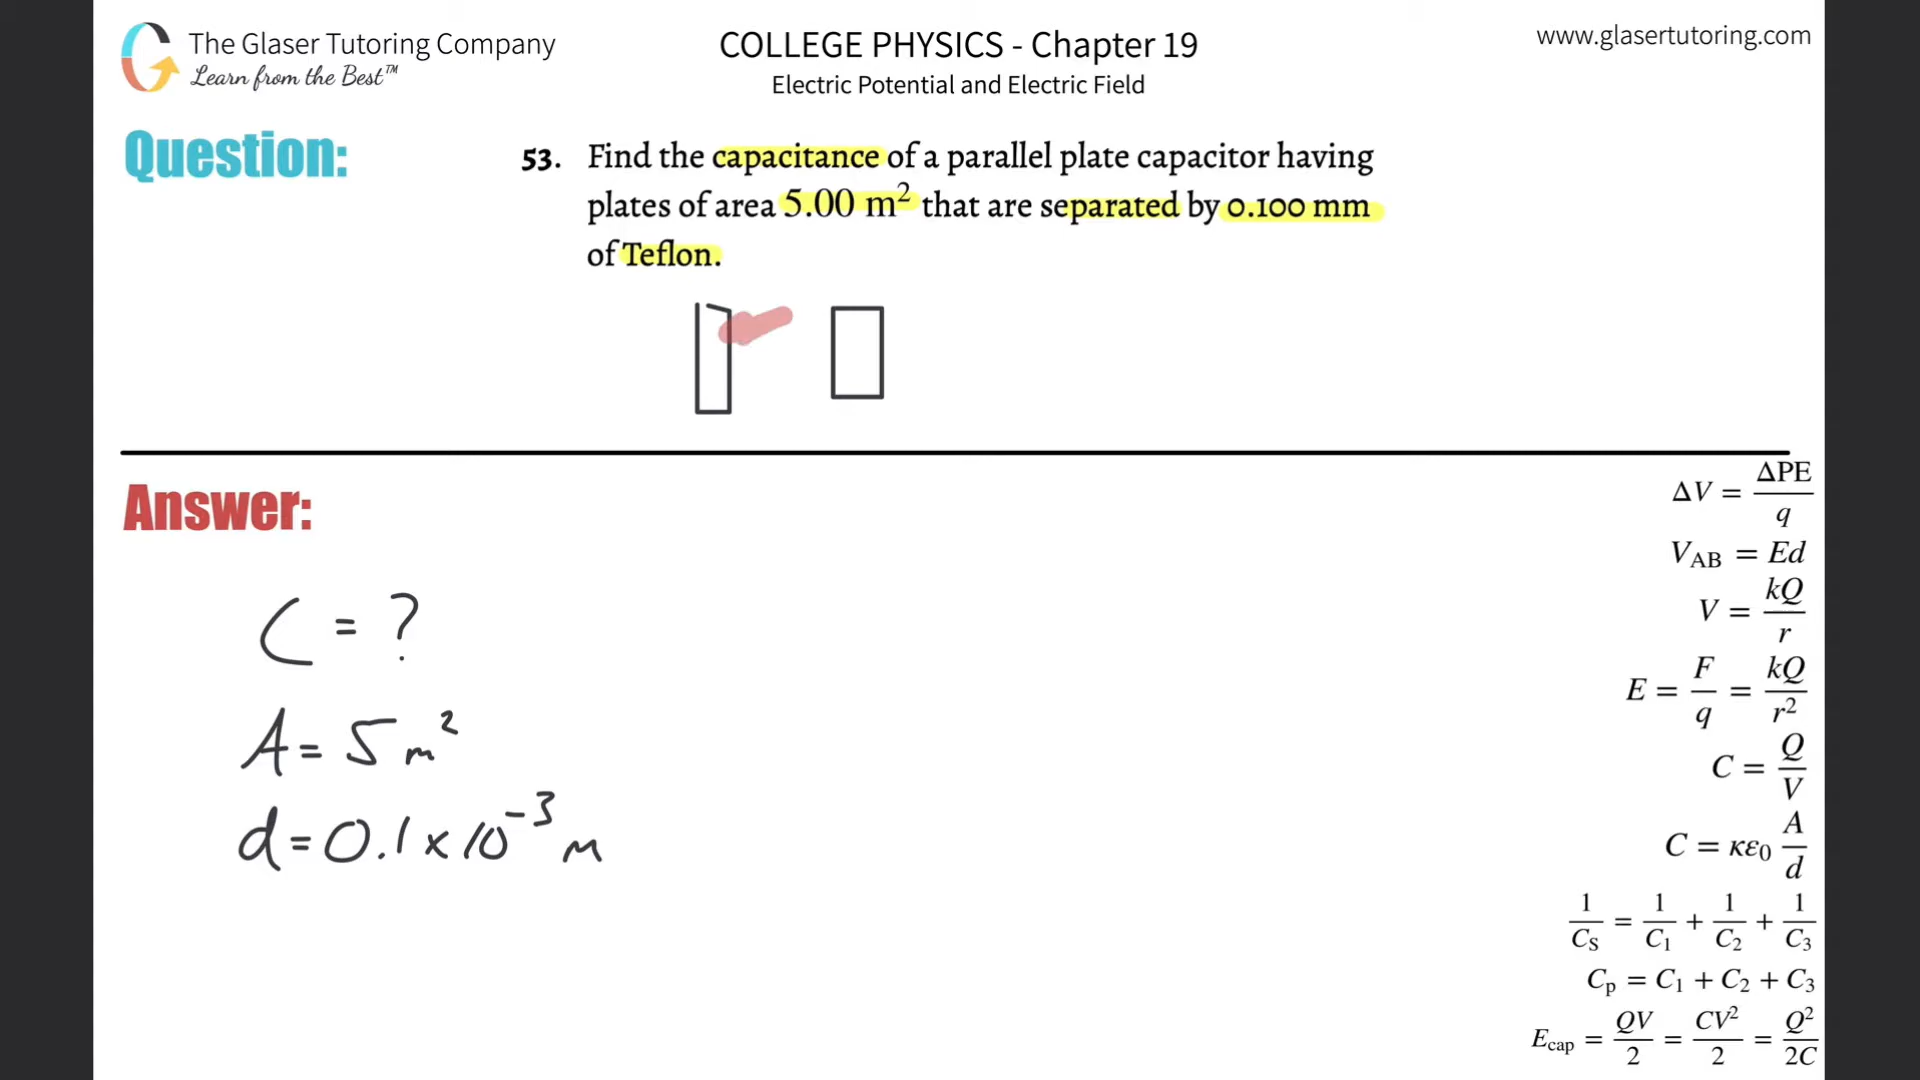 The Glaser Tutoring Company
Learn from the Best™
COLLEGE PHYSICS - Chapter 19
Electric Potential and Electric Field
www.glasertutoring.com
Question:
53. Find the capacitance of a parallel plate capacitor having
plates of area 5.00 m² that are separated by 0.100 mm
of Teflon.
Answer:
C = ?
A = 5 m²
d = 0.1 x 10⁻³ m
ΔV = ΔPE/q
V_AB = Ed
V = kQ/r
E = F/q = kQ/r²
C = Q/V
C = κε₀ A/d
1/C_S = 1/C₁ + 1/C₂ + 1/C₃
C_p = C₁ + C₂ + C₃
E_cap = QV/2 = CV²/2 = Q²/2C